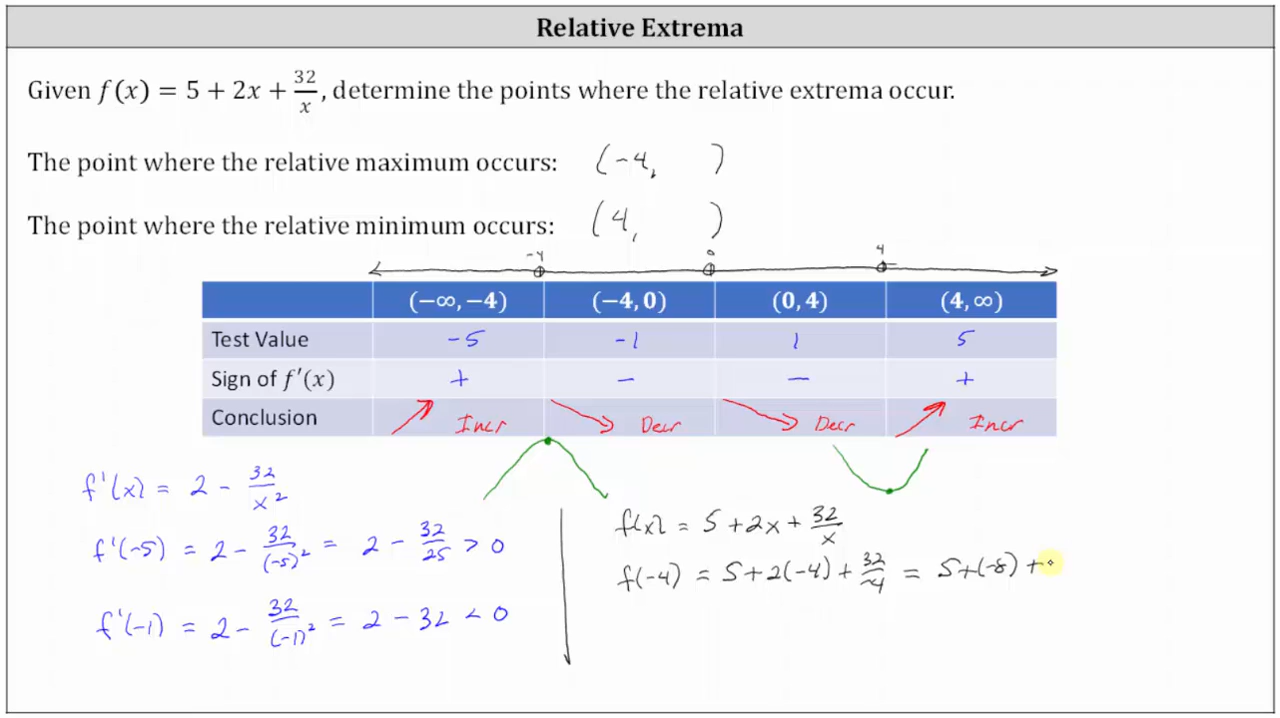 Relative Extrema
Given f(x) = 5 + 2x + 32/x, determine the points where the relative extrema occur.
The point where the relative maximum occurs: (-4, )
The point where the relative minimum occurs: (4, )
-4 0 4
(−∞, −4) (−4, 0) (0, 4) (4, ∞)
Test Value -5 -1 1 5
Sign of f′(x) + − − +
Conclusion Incr Decr Decr Incr
f'(x) = 2 - 32/x²
f'(-5) = 2 - 32/(-5)² = 2 - 32/25 > 0
f'(-1) = 2 - 32/(-1)² = 2 - 32 < 0
f(x) = 5 + 2x + 32/x
f(-4) = 5 + 2(-4) + 32/-4 = 5 + (-8) +